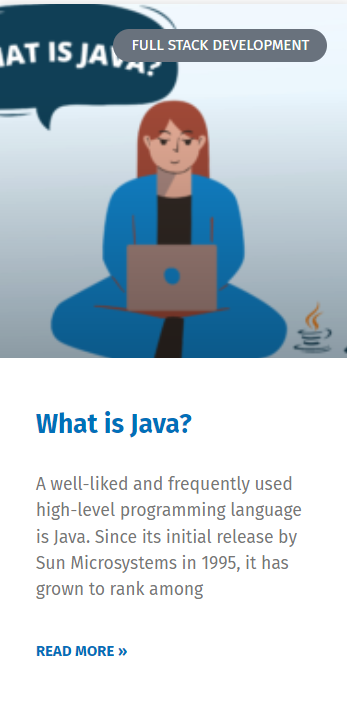 FULL STACK DEVELOPMENT
AT IS JAVA?
What is Java?
A well-liked and frequently used
high-level programming language
is Java. Since its initial release by
Sun Microsystems in 1995, it has
grown to rank among
READ MORE »